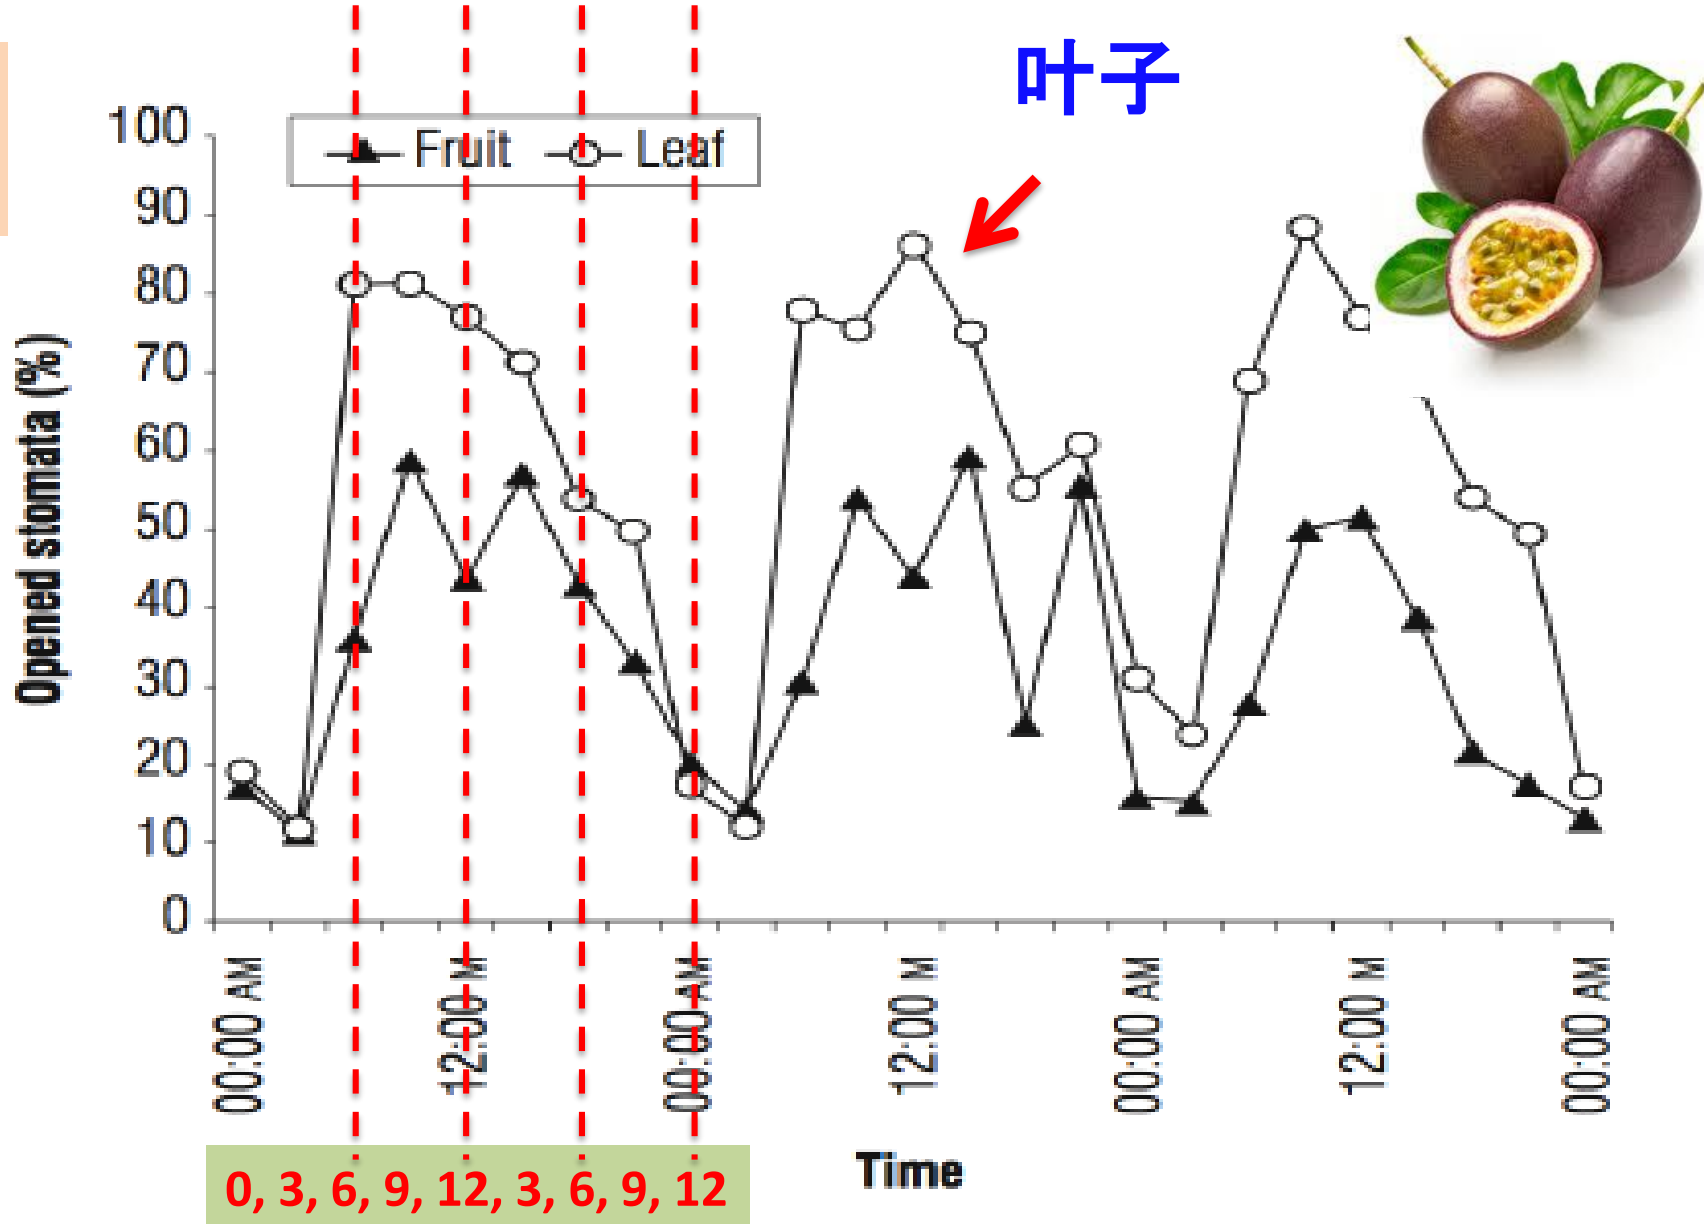 叶子
Fruit Leaf
Opened stomata (%)
100
90
80
70
60
50
40
30
20
10
0
00:00 AM
12:00 M
00:00 AM
12:00 M
00:00 AM
12:00 M
00:00 AM
Time
0, 3, 6, 9, 12, 3, 6, 9, 12